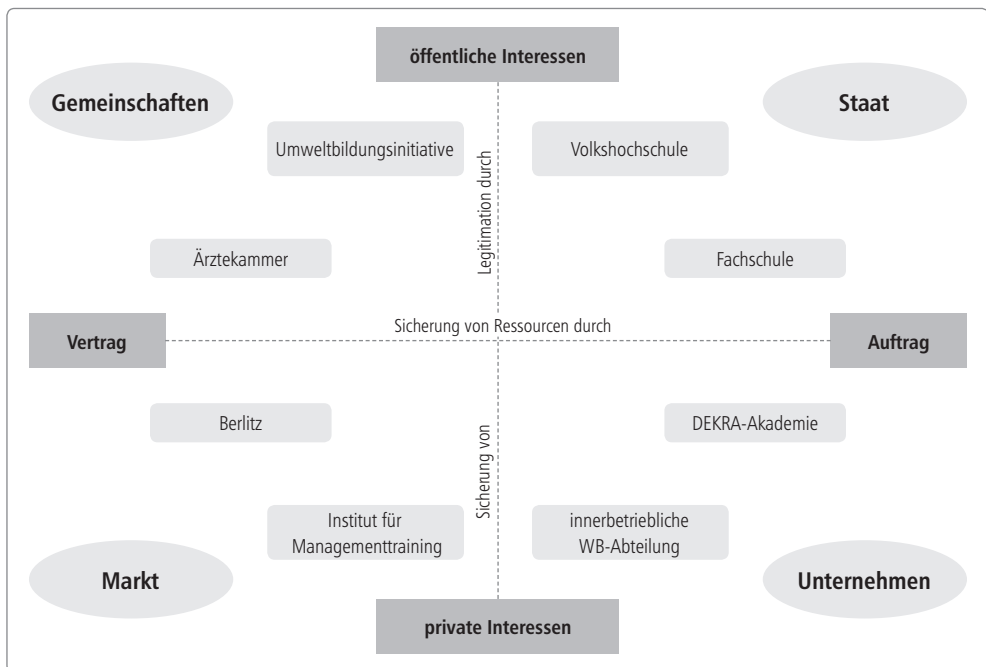 öffentliche Interessen
Gemeinschaften
Staat
Umweltbildungsinitiative
Volkshochschule
Legitimation durch
Ärztekammer
Fachschule
Sicherung von Ressourcen durch
Vertrag
Auftrag
Berlitz
DEKRA-Akademie
Sicherung von
Institut für
Managementtraining
innerbetriebliche
WB-Abteilung
Markt
Unternehmen
private Interessen